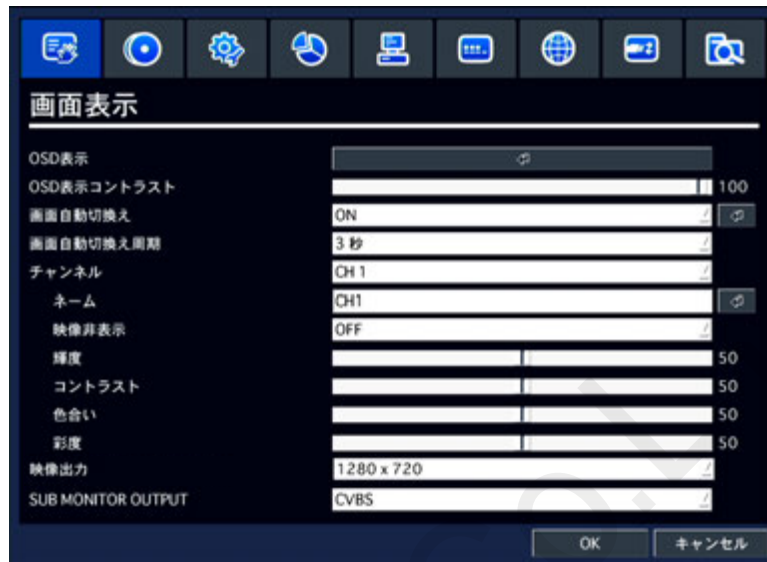 画面表示
OSD表示
OSD表示コントラスト 100
画面自動切換え ON
画面自動切換え周期 3 秒
チャンネル CH 1
ネーム CH1
映像非表示 OFF
輝度 50
コントラスト 50
色合い 50
彩度 50
映像出力 1280 x 720
SUB MONITOR OUTPUT CVBS
OK キャンセル